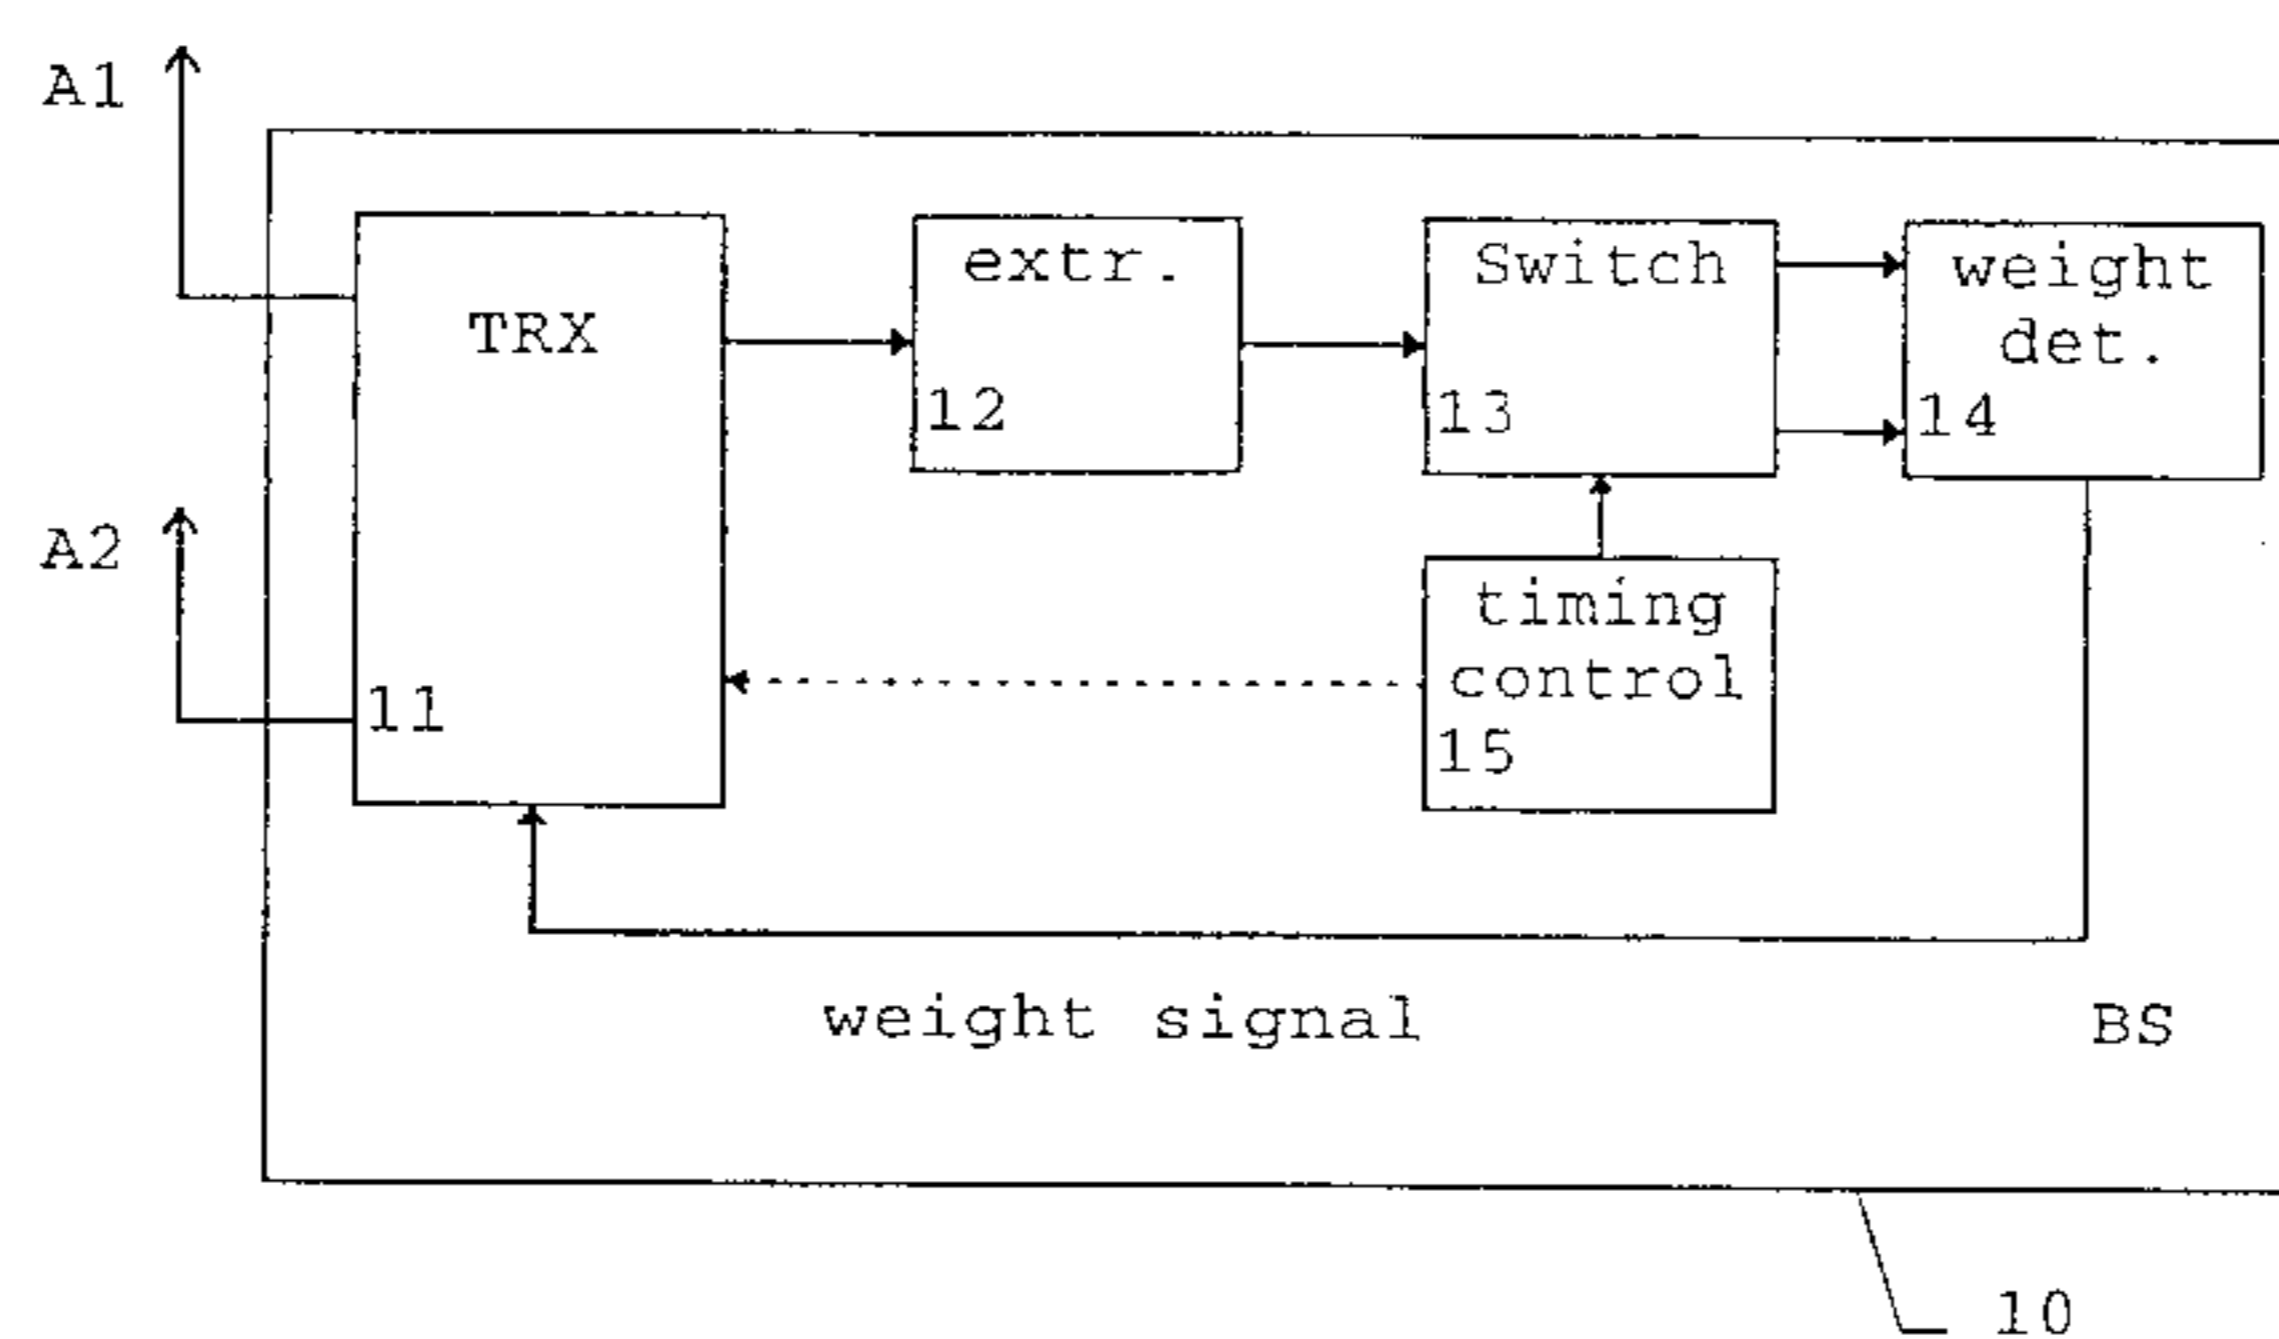 A1
TRX
11
extr.
12
Switch
13
weight
det.
14
A2
timing
control
15
weight signal
BS
10